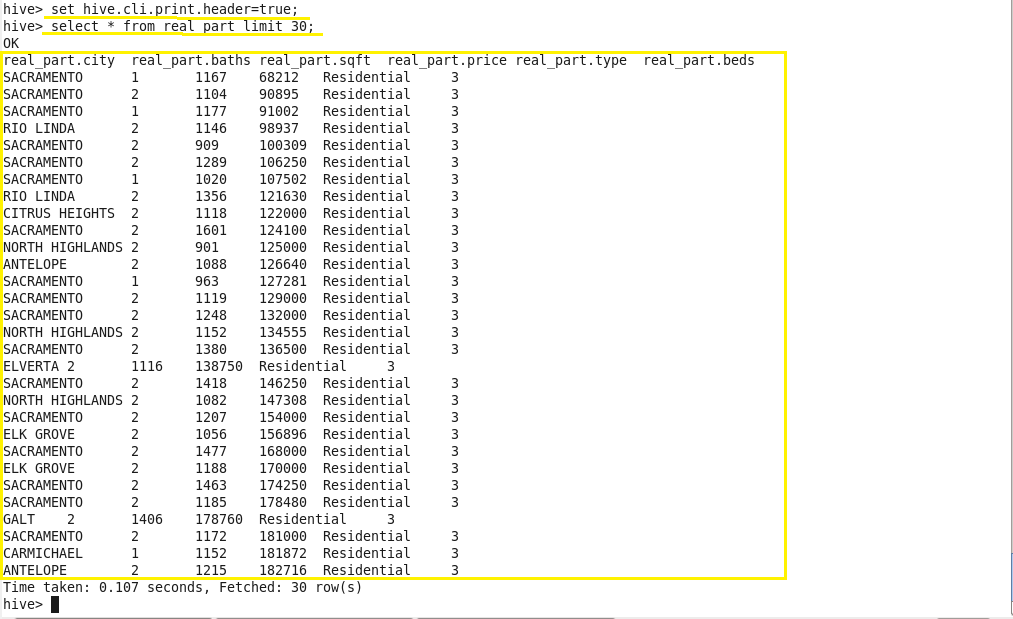 hive> set hive.cli.print.header=true;
hive> select * from real_part limit 30;
OK
real_part.city  real_part.baths real_part.sqft  real_part.price real_part.type  real_part.beds
SACRAMENTO      1       1167    68212   Residential     3
SACRAMENTO      2       1104    90895   Residential     3
SACRAMENTO      1       1177    91002   Residential     3
RIO LINDA       2       1146    98937   Residential     3
SACRAMENTO      2       909     100309  Residential     3
SACRAMENTO      2       1289    106250  Residential     3
SACRAMENTO      1       1020    107502  Residential     3
RIO LINDA       2       1356    121630  Residential     3
CITRUS HEIGHTS  2       1118    122000  Residential     3
SACRAMENTO      2       1601    124100  Residential     3
NORTH HIGHLANDS 2       901     125000  Residential     3
ANTELOPE        2       1088    126640  Residential     3
SACRAMENTO      1       963     127281  Residential     3
SACRAMENTO      2       1119    129000  Residential     3
SACRAMENTO      2       1248    132000  Residential     3
NORTH HIGHLANDS 2       1152    134555  Residential     3
SACRAMENTO      2       1380    136500  Residential     3
ELVERTA 2       1116    138750  Residential     3
SACRAMENTO      2       1418    146250  Residential     3
NORTH HIGHLANDS 2       1082    147308  Residential     3
SACRAMENTO      2       1207    154000  Residential     3
ELK GROVE       2       1056    156896  Residential     3
SACRAMENTO      2       1477    168000  Residential     3
ELK GROVE       2       1188    170000  Residential     3
SACRAMENTO      2       1463    174250  Residential     3
SACRAMENTO      2       1185    178480  Residential     3
GALT    2       1406    178760  Residential     3
SACRAMENTO      2       1172    181000  Residential     3
CARMICHAEL      1       1152    181872  Residential     3
ANTELOPE        2       1215    182716  Residential     3
Time taken: 0.107 seconds, Fetched: 30 row(s)
hive>